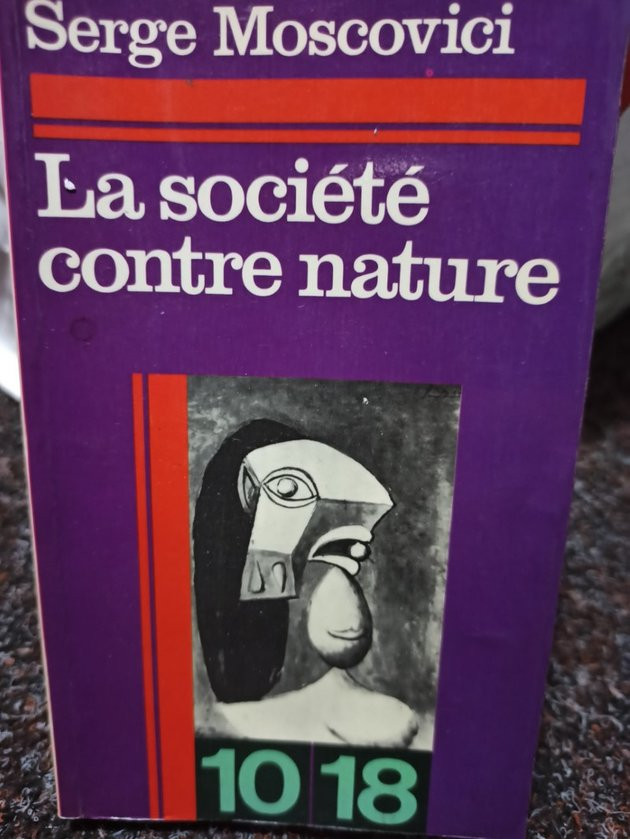 Serge Moscovici
La société
contre nature
10 18